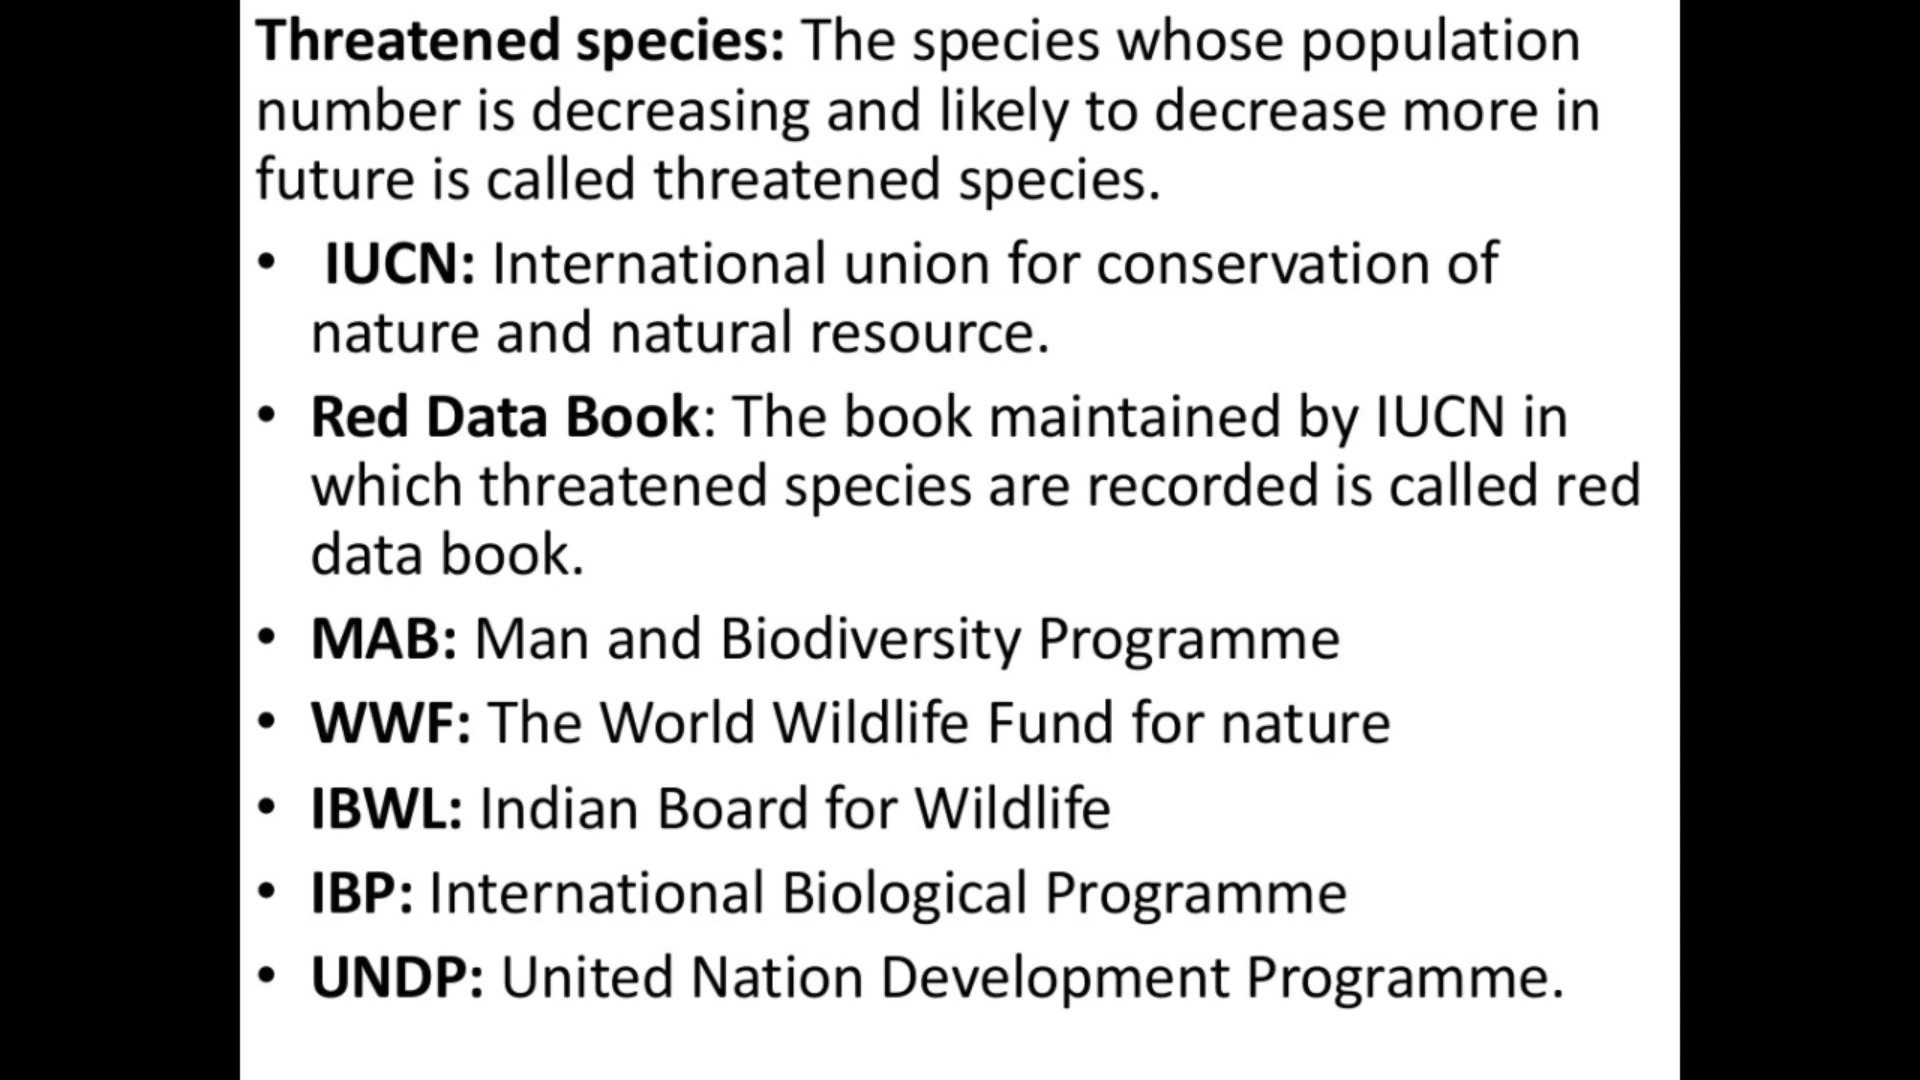 Threatened species: The species whose population
number is decreasing and likely to decrease more in
future is called threatened species.
• IUCN: International union for conservation of
nature and natural resource.
• Red Data Book: The book maintained by IUCN in
which threatened species are recorded is called red
data book.
• MAB: Man and Biodiversity Programme
• WWF: The World Wildlife Fund for nature
• IBWL: Indian Board for Wildlife
• IBP: International Biological Programme
• UNDP: United Nation Development Programme.